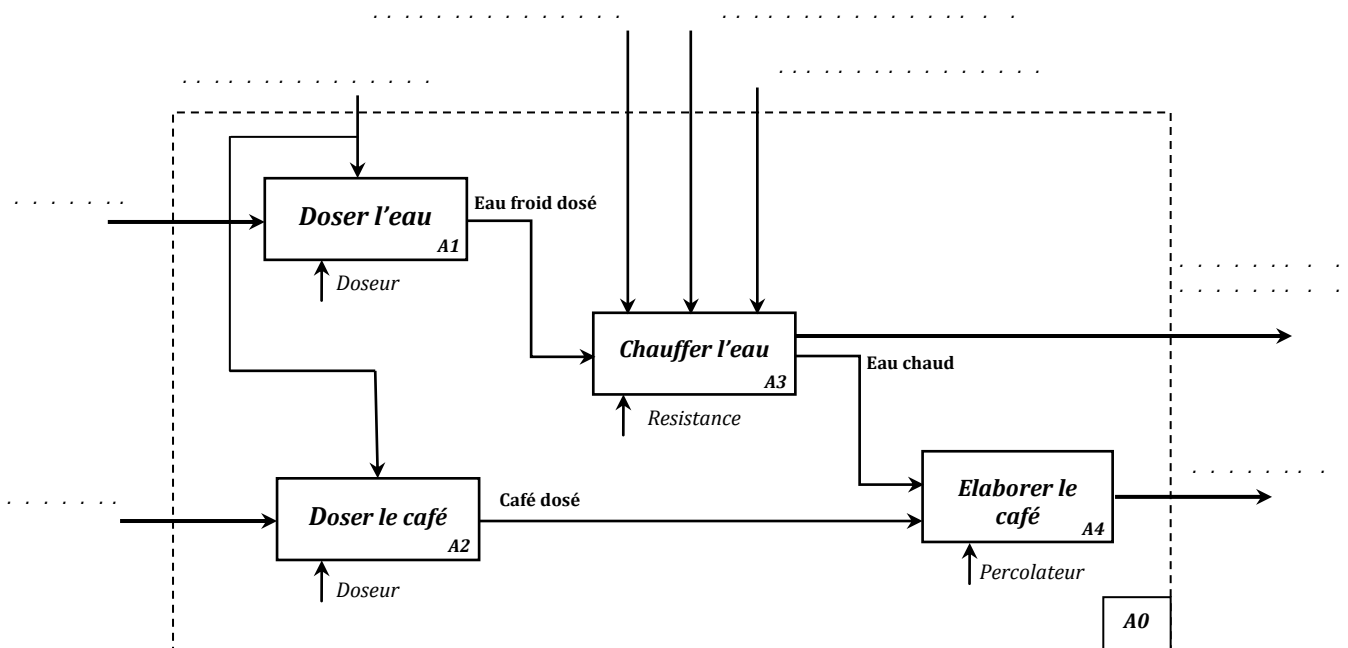 Doser l’eau
A1
Eau froid dosé
Doseur
Chauffer l’eau
A3
Eau chaud
Resistance
Doser le café
A2
Café dosé
Doseur
Elaborer le
café
A4
Percolateur
A0